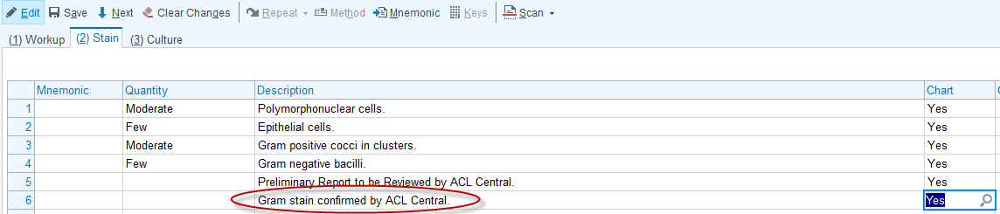 Edit Save Next Clear Changes Repeat Method Mnemonic Keys Scan
(1) Workup (2) Stain (3) Culture
Mnemonic Quantity Description Chart
1 Moderate Polymorphonuclear cells. Yes
2 Few Epithelial cells. Yes
3 Moderate Gram positive cocci in clusters. Yes
4 Few Gram negative bacilli. Yes
5 Preliminary Report to be Reviewed by ACL Central. Yes
6 Gram stain confirmed by ACL Central. Yes